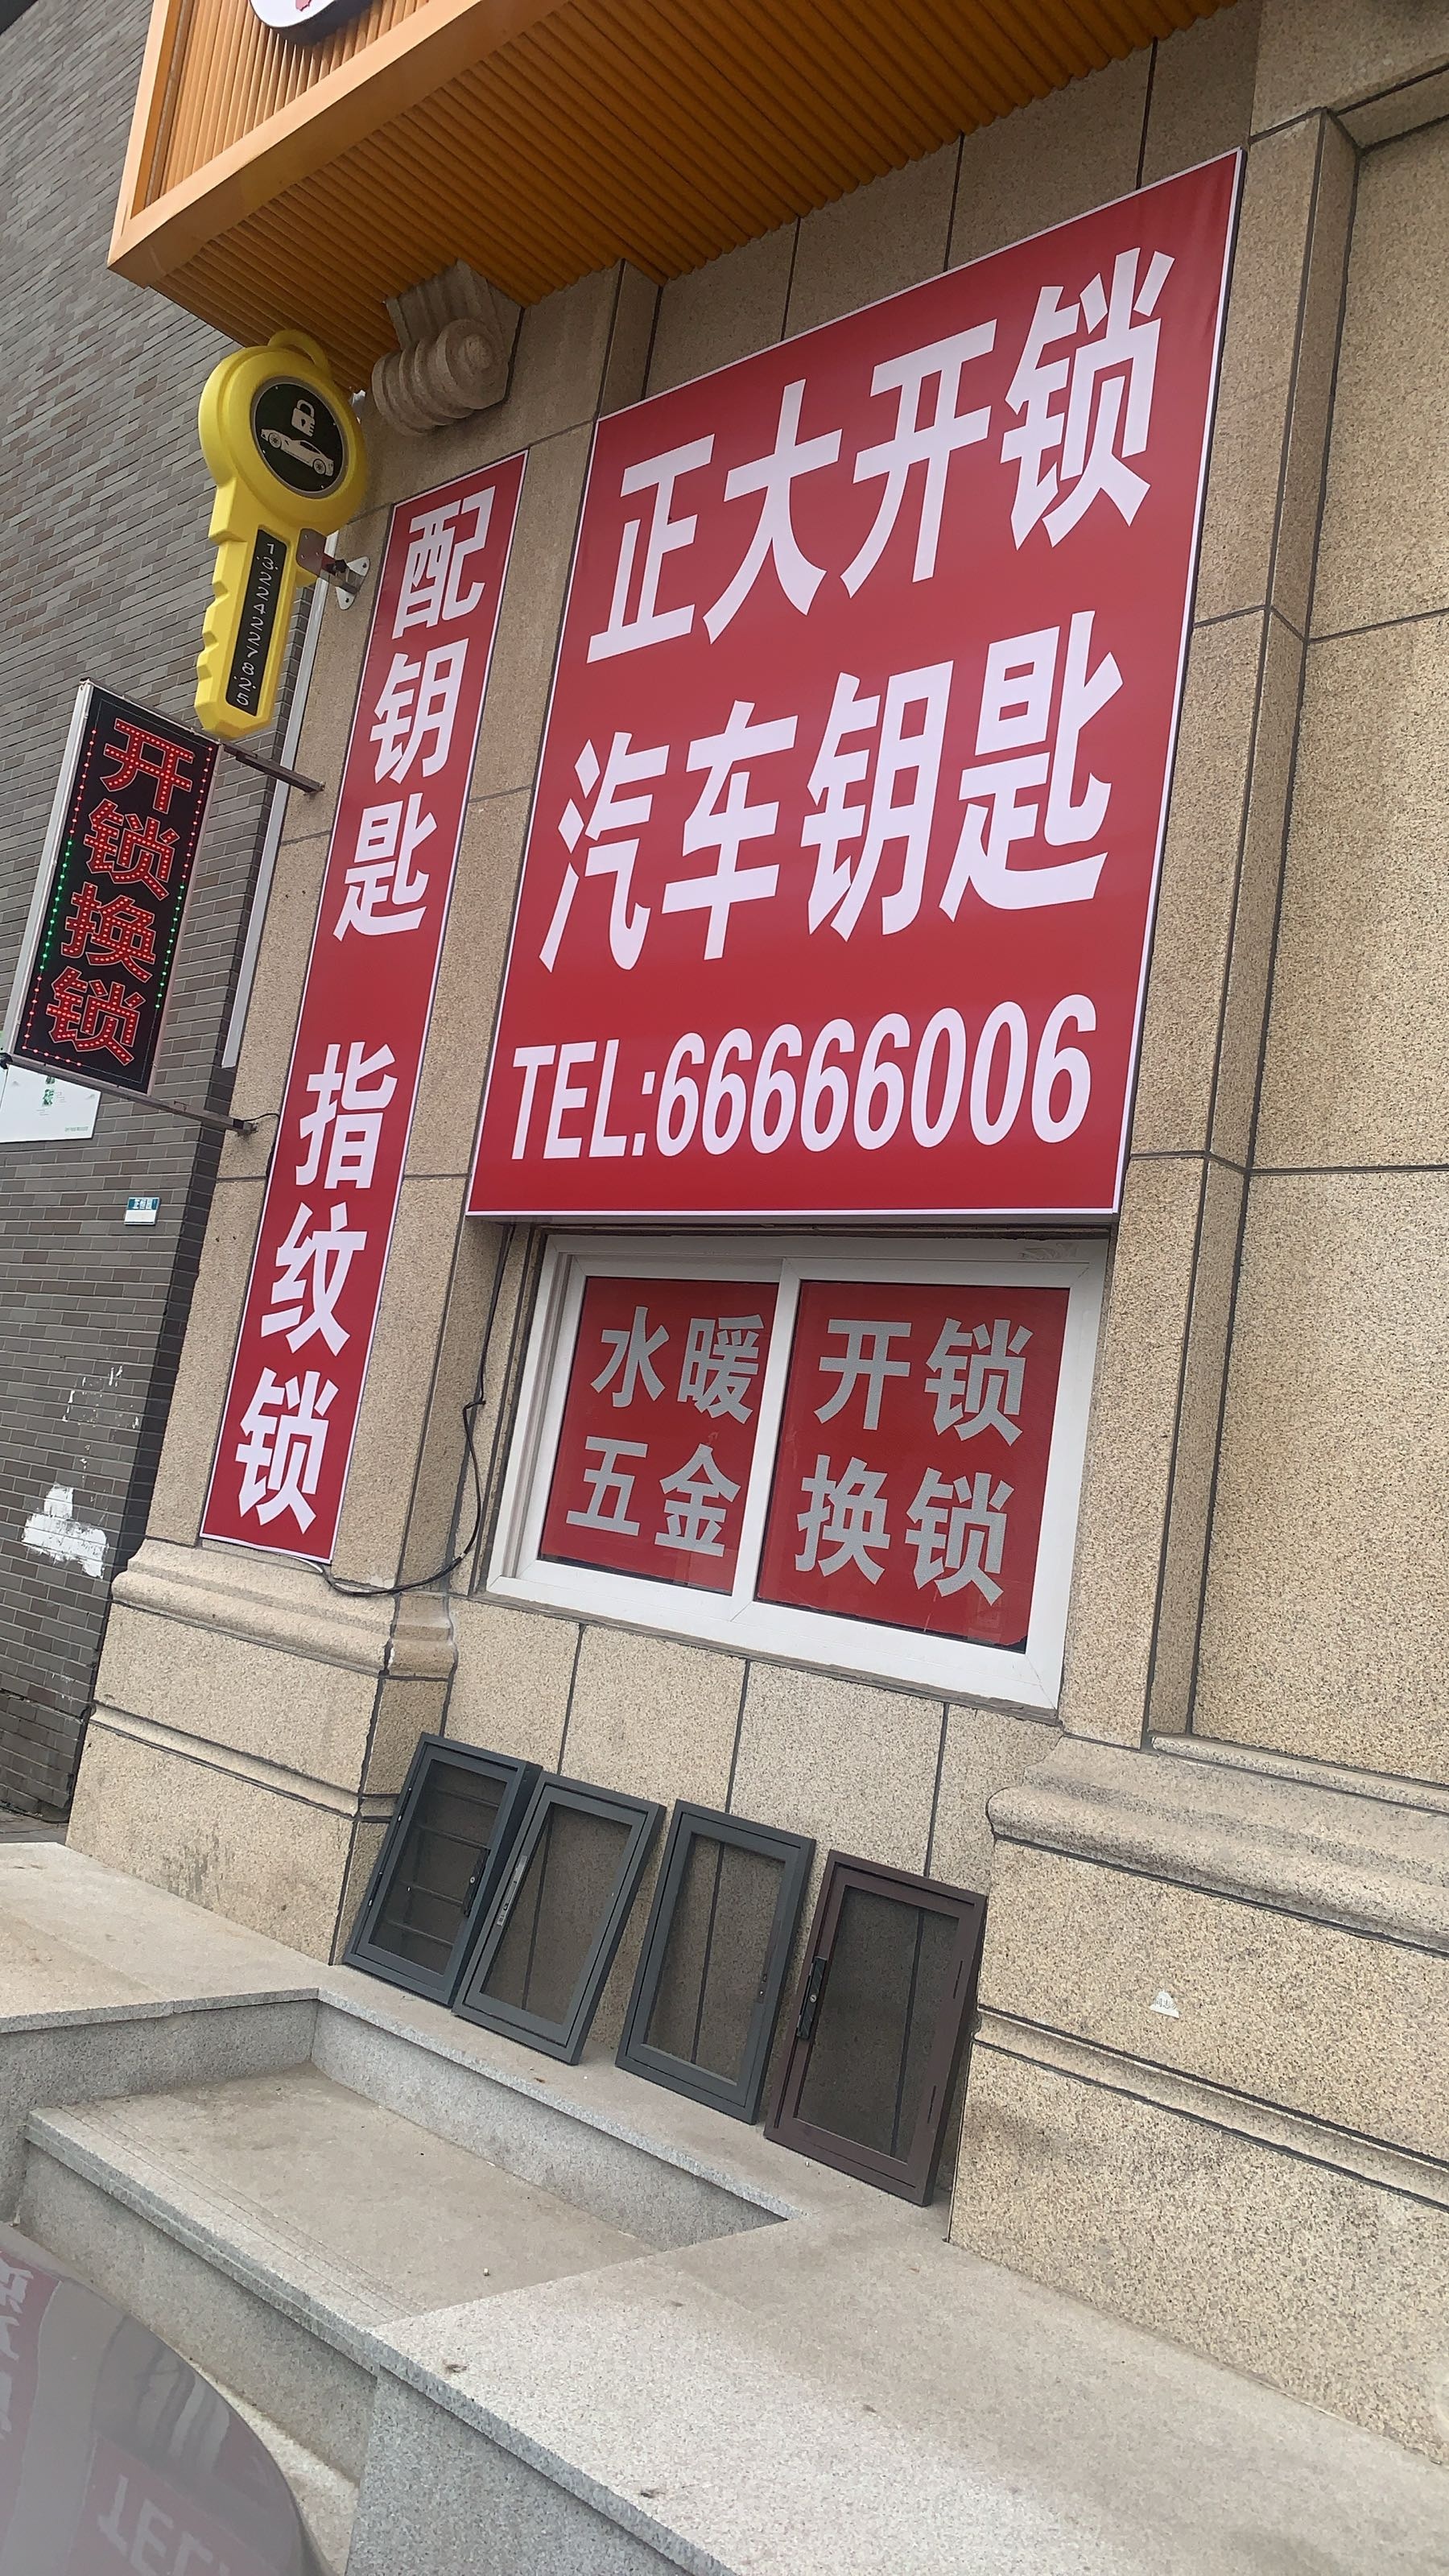 正大开锁
汽车钥匙
TEL:66666006
配钥匙 指纹锁
开锁换锁
水暖
五金
开锁
换锁